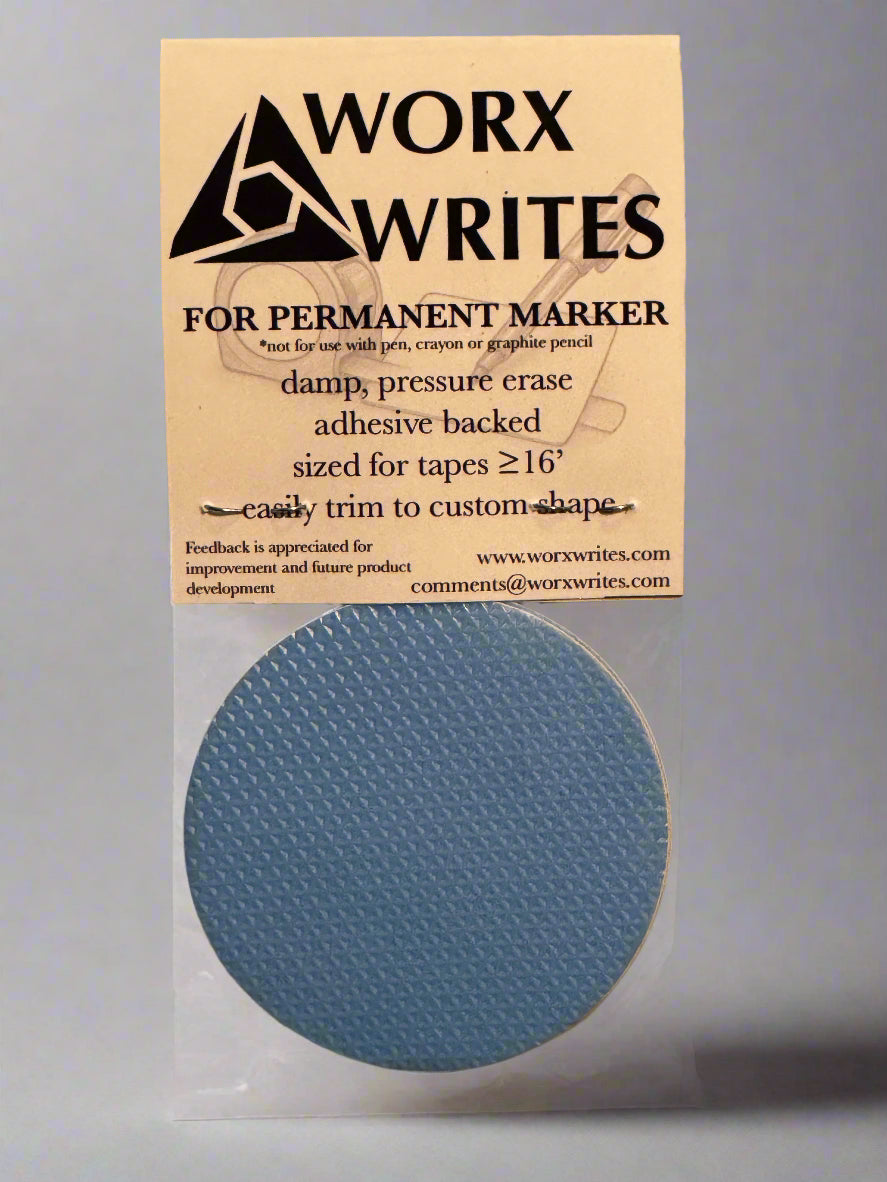 WORX
WRITES
FOR PERMANENT MARKER
*not for use with pen, crayon or graphite pencil
damp, pressure erase
adhesive backed
sized for tapes ≥16’
easily trim to custom shape
Feedback is appreciated for
improvement and future product
development
www.worxwrites.com
comments@worxwrites.com